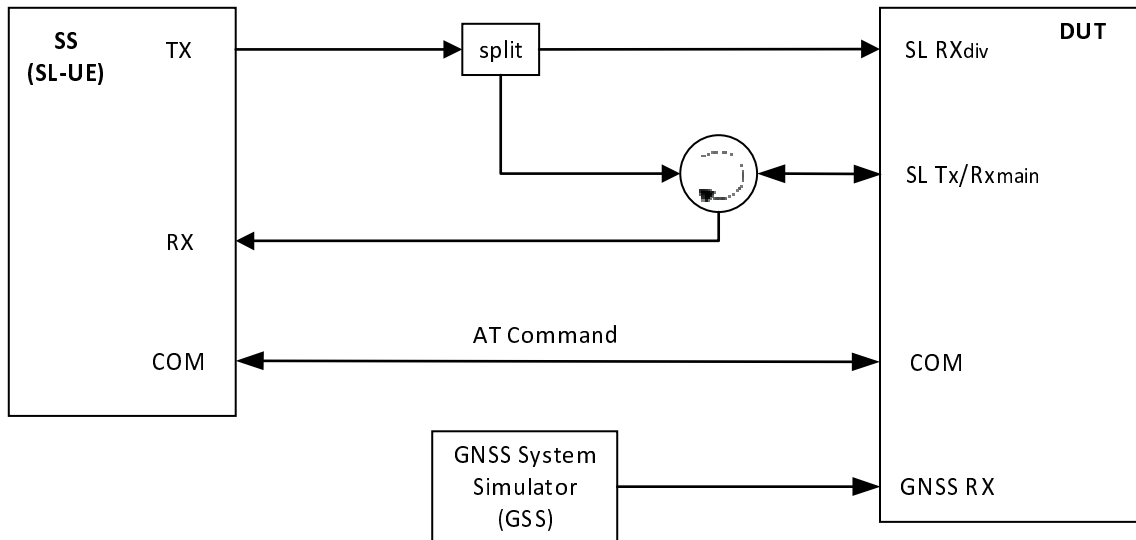 SS
(SL-UE)
TX
RX
COM
split
AT Command
GNSS System
Simulator
(GSS)
DUT
SL RXdiv
SL Tx/Rxmain
COM
GNSS RX